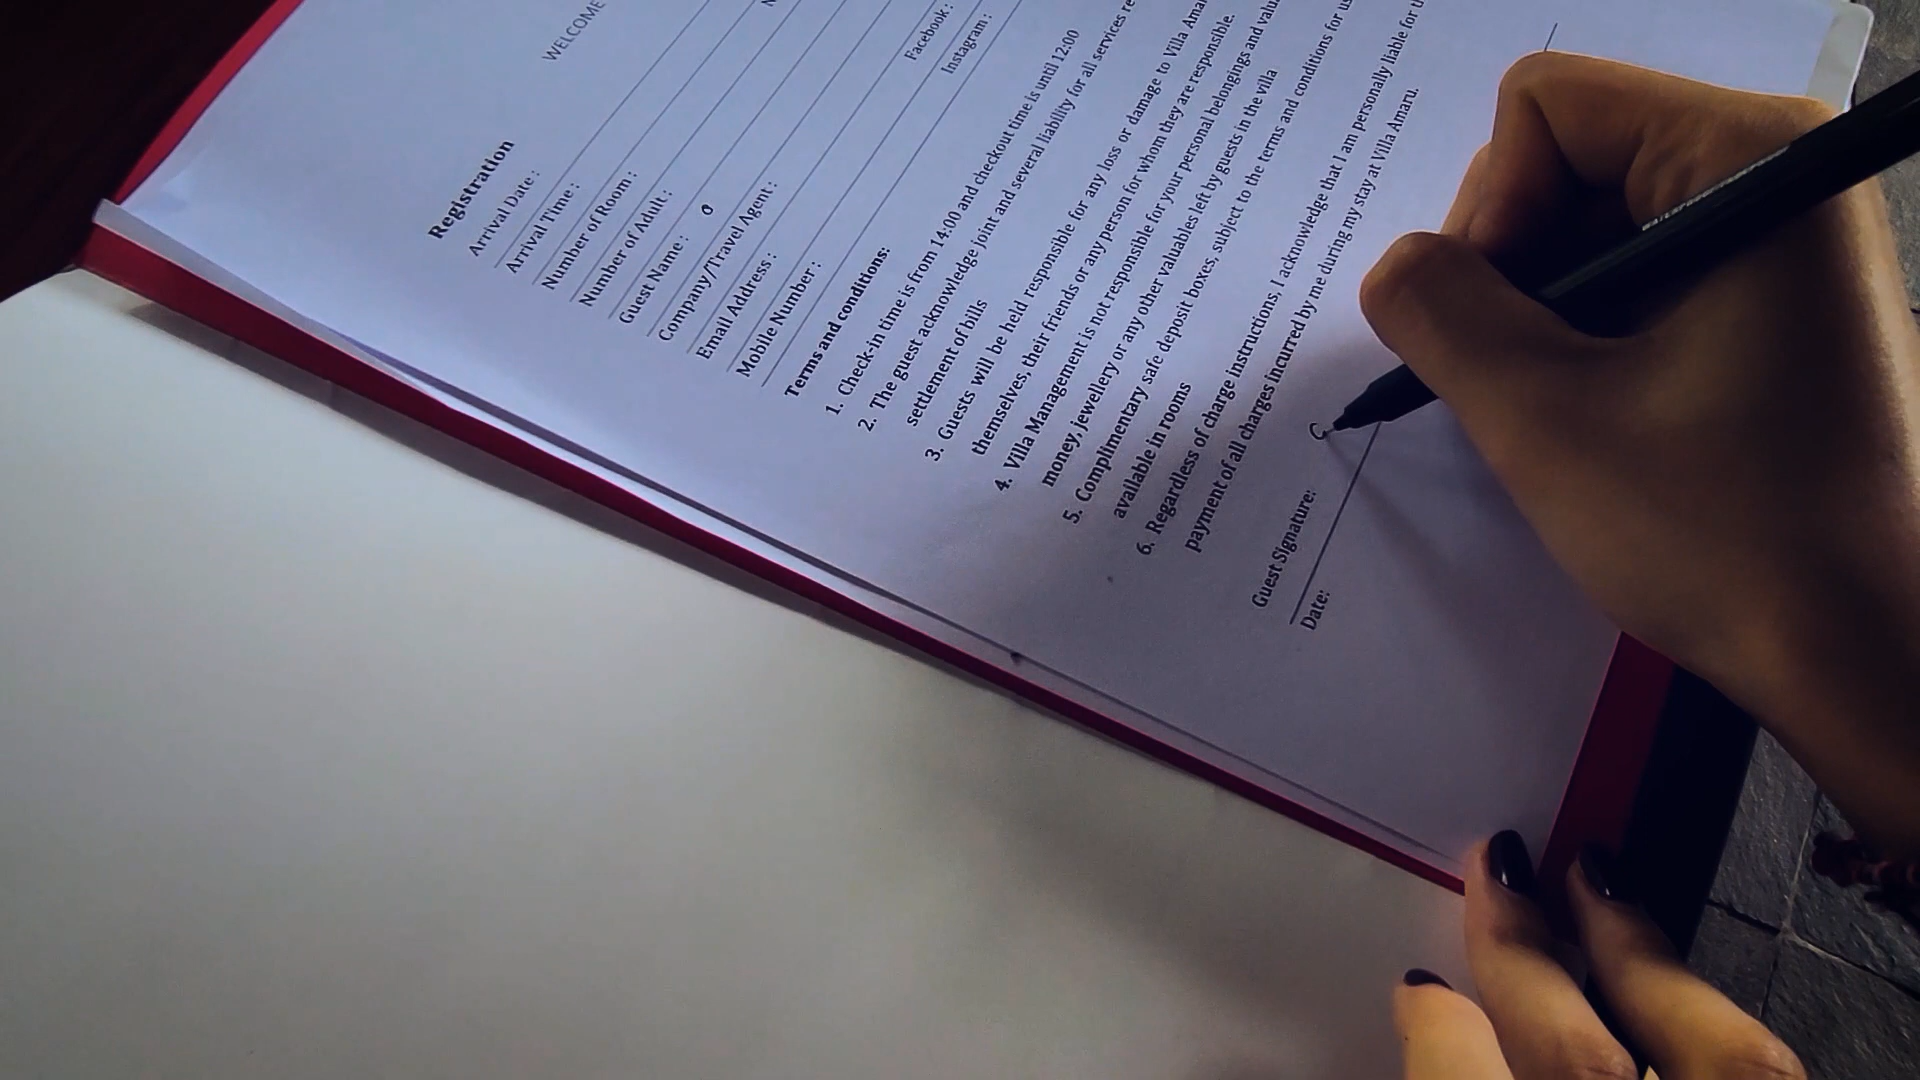 WELCOME
Registration
Arrival Date :
Arrival Time :
Number of Room :
Number of Adult :
Guest Name :
Company/Travel Agent :
Email Address :
Facebook :
Mobile Number :
Instagram :
Terms and conditions:
1. Check-in time is from 14:00 and checkout time is until 12:00
2. The guest acknowledge joint and several liability for all services
settlement of bills
3. Guests will be held responsible for any loss or damage to Villa
themselves, their friends or any person for whom they are responsible.
4. Villa Management is not responsible for your personal belongings and
money, jewellery or any other valuables left by guests in the villa
5. Complimentary safe deposit boxes, subject to the terms and conditions for
available in rooms
6. Regardless of charge instructions, I acknowledge that I am personally liable for
payment of all charges incurred by me during my stay at Villa Amaru.
Guest Signature:
Date: